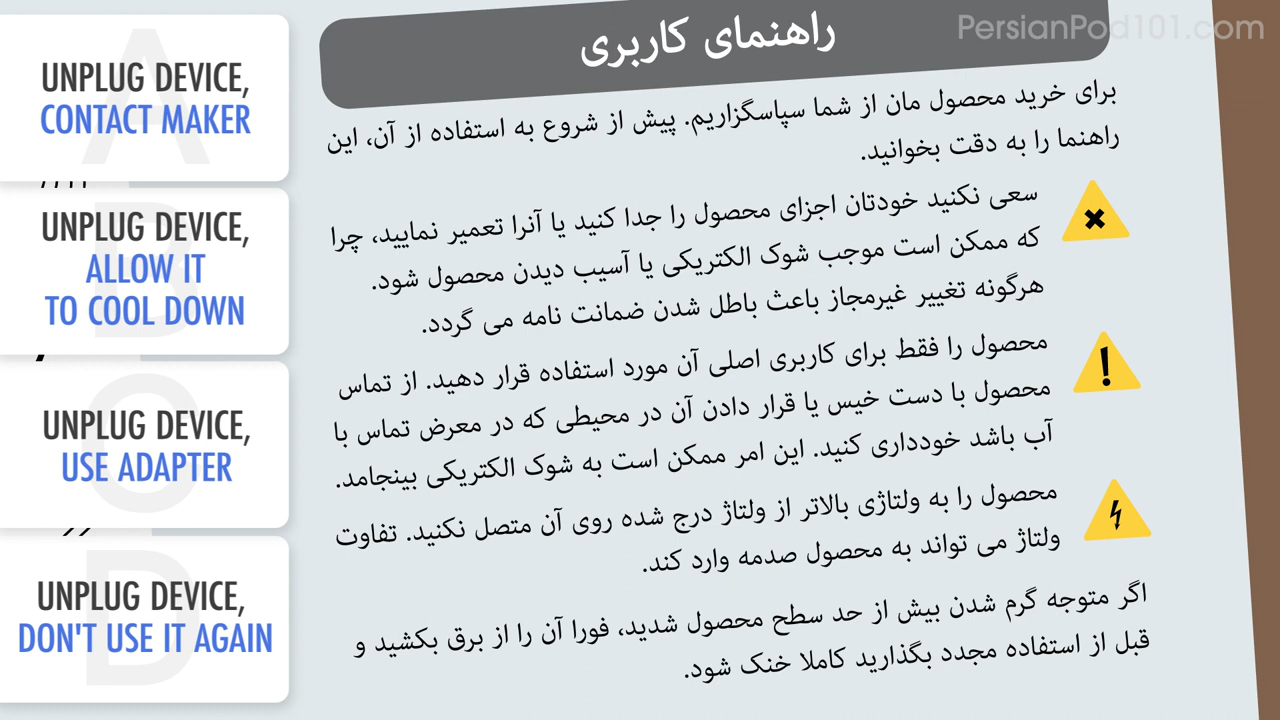 PersianPod101.com
UNPLUG DEVICE,
CONTACT MAKER
UNPLUG DEVICE,
ALLOW IT
TO COOL DOWN
UNPLUG DEVICE,
USE ADAPTER
UNPLUG DEVICE,
DON'T USE IT AGAIN
راهنمای کاربری
برای خرید محصول مان از شما سپاسگزاریم. پیش از شروع به استفاده از آن، این
راهنما را به دقت بخوانید.
سعی نکنید خودتان اجزای محصول را جدا کنید یا آنرا تعمیر نمایید، چرا
که ممکن است موجب شوک الکتریکی یا آسیب دیدن محصول شود.
هرگونه تغییر غیرمجاز باعث باطل شدن ضمانت نامه می گردد.
محصول را فقط برای کاربری اصلی آن مورد استفاده قرار دهید. از تماس
محصول با دست خیس یا قرار دادن آن در محیطی که در معرض تماس با
آب باشد خودداری کنید. این امر ممکن است به شوک الکتریکی بینجامد.
محصول را به ولتاژی بالاتر از ولتاژ درج شده روی آن متصل نکنید. تفاوت
ولتاژ می تواند به محصول صدمه وارد کند.
اگر متوجه گرم شدن بیش از حد سطح محصول شدید، فورا آن را از برق بکشید و
قبل از استفاده مجدد بگذارید کاملا خنک شود.